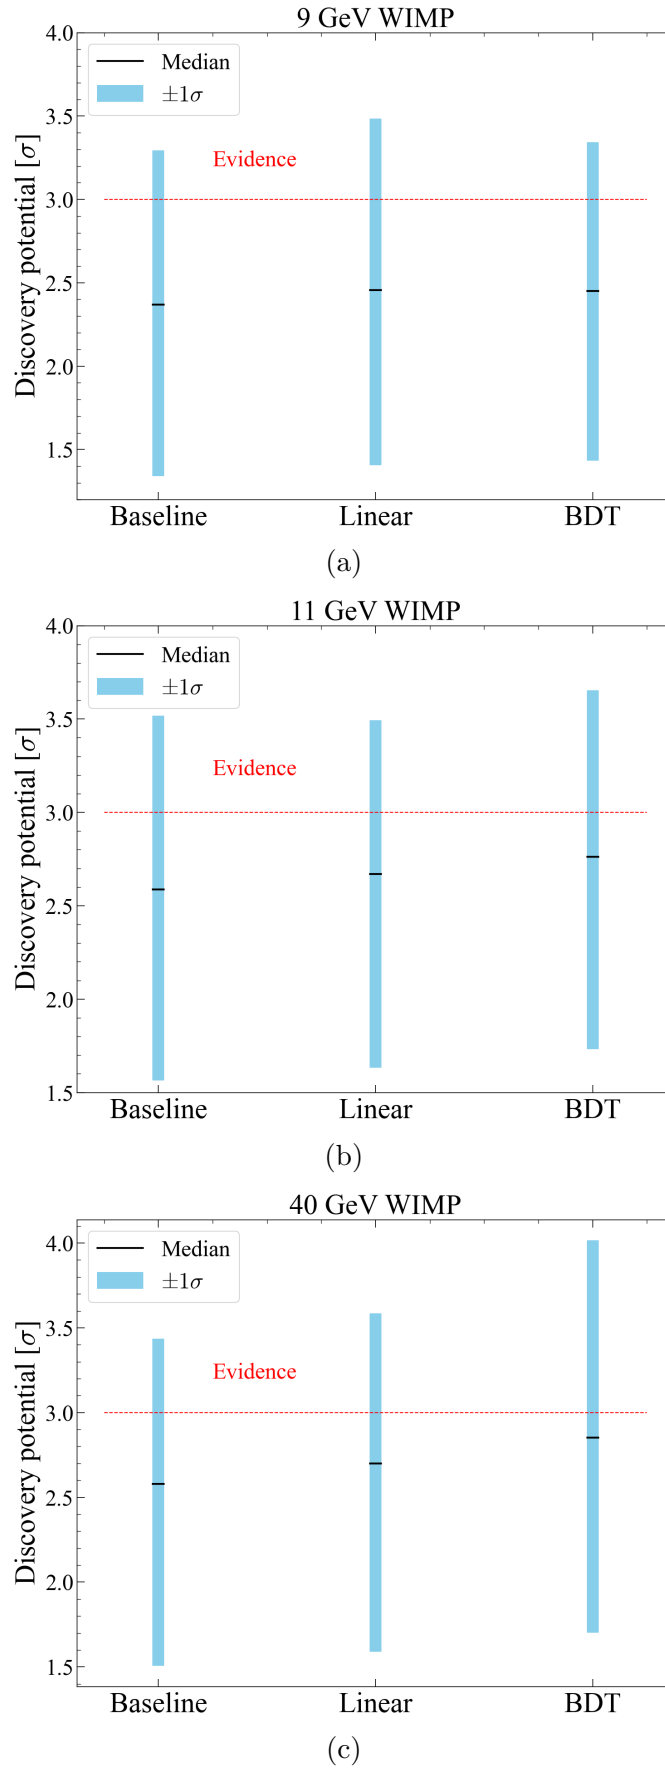 9 GeV WIMP
4.0
Median
±1σ
3.5
Evidence
3.0
2.5
2.0
1.5
Discovery potential [σ]
Baseline Linear BDT
(a)
11 GeV WIMP
4.0
Median
±1σ
3.5
Evidence
3.0
2.5
2.0
1.5
Discovery potential [σ]
Baseline Linear BDT
(b)
40 GeV WIMP
4.0
Median
±1σ
3.5
Evidence
3.0
2.5
2.0
1.5
Discovery potential [σ]
Baseline Linear BDT
(c)